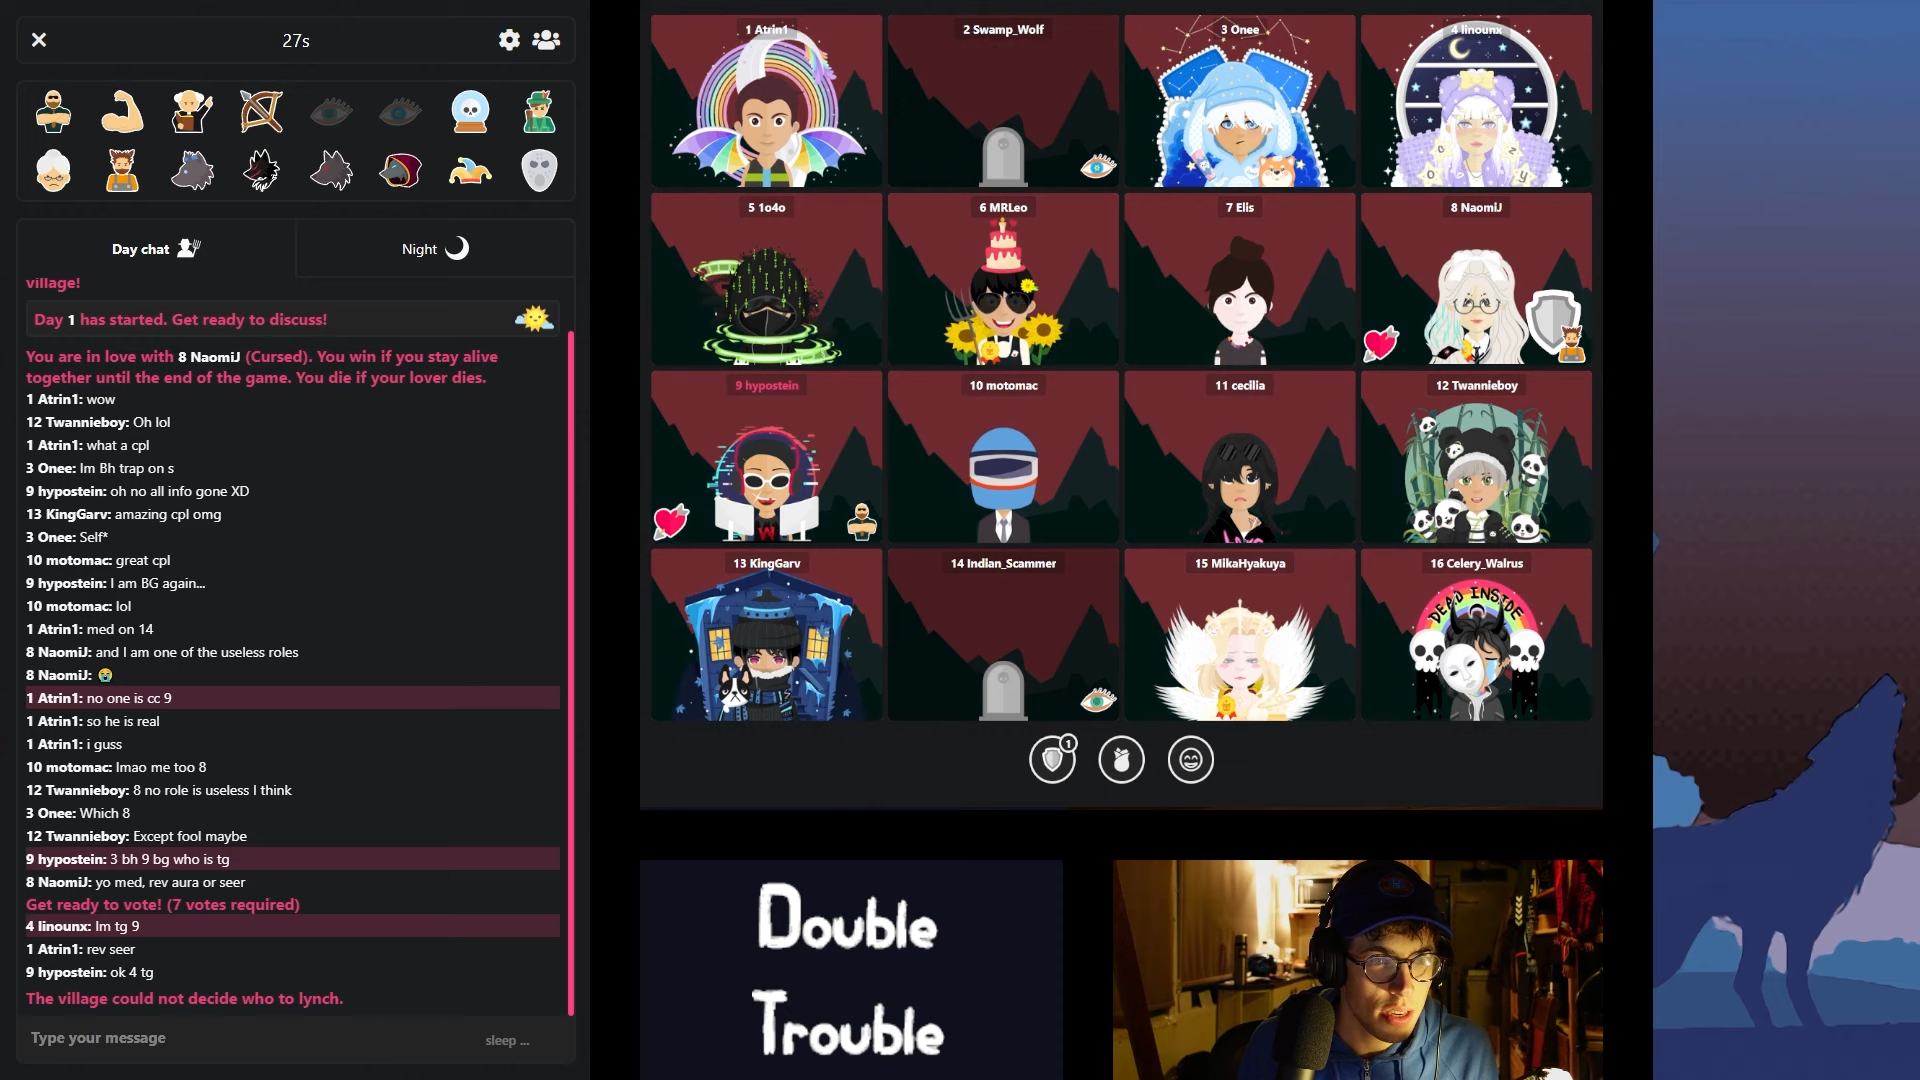 27s
Day chat
Night
village!
Day 1 has started. Get ready to discuss!
You are in love with 8 NaomiJ (Cursed). You win if you stay alive
together until the end of the game. You die if your lover dies.
1 Atrin1: wow
12 Twannieboy: Oh lol
1 Atrin1: what a cpl
3 Onee: Im Bh trap on s
9 hypostein: oh no all info gone XD
13 KingGarv: amazing cpl omg
3 Onee: Self*
10 motomac: great cpl
9 hypostein: I am BG again...
10 motomac: lol
1 Atrin1: med on 14
8 NaomiJ: and I am one of the useless roles
8 NaomiJ: 😭
1 Atrin1: no one is cc 9
1 Atrin1: so he is real
1 Atrin1: i guss
10 motomac: lmao me too 8
12 Twannieboy: 8 no role is useless I think
3 Onee: Which 8
12 Twannieboy: Except fool maybe
9 hypostein: 3 bh 9 bg who is tg
8 NaomiJ: yo med, rev aura or seer
Get ready to vote! (7 votes required)
4 linounx: Im tg 9
1 Atrin1: rev seer
9 hypostein: ok 4 tg
The village could not decide who to lynch.
Type your message
sleep ...
1 Atrin1
2 Swamp_Wolf
3 Onee
4 linounx
5 1o4o
6 MRLeo
7 Elis
8 NaomiJ
9 hypostein
10 motomac
11 cecilia
12 Twannieboy
W
13 KingGarv
14 Indian_Scammer
15 MikaHyakuya
16 Celery_Walrus
DEAD INSIDE
1
Double
Trouble